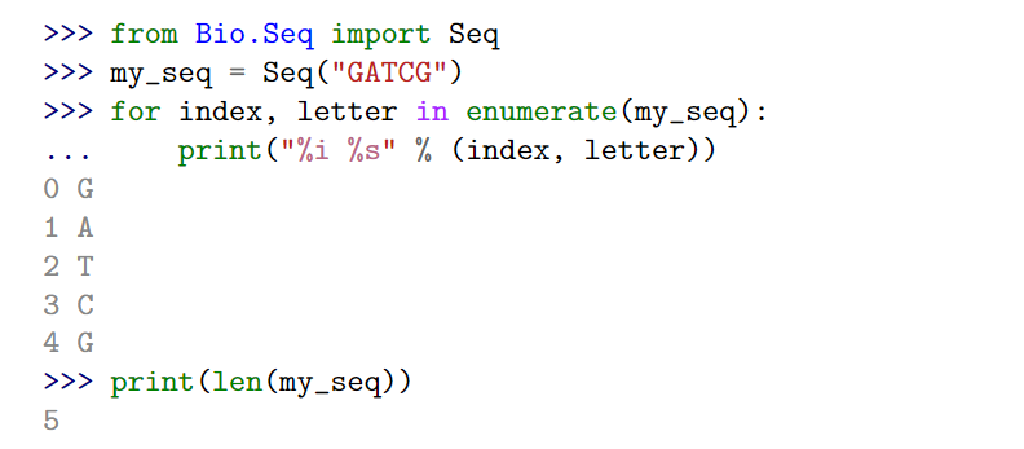 >>> from Bio.Seq import Seq
>>> my_seq = Seq("GATCG")
>>> for index, letter in enumerate(my_seq):
...     print("%i %s" % (index, letter))
0 G
1 A
2 T
3 C
4 G
>>> print(len(my_seq))
5